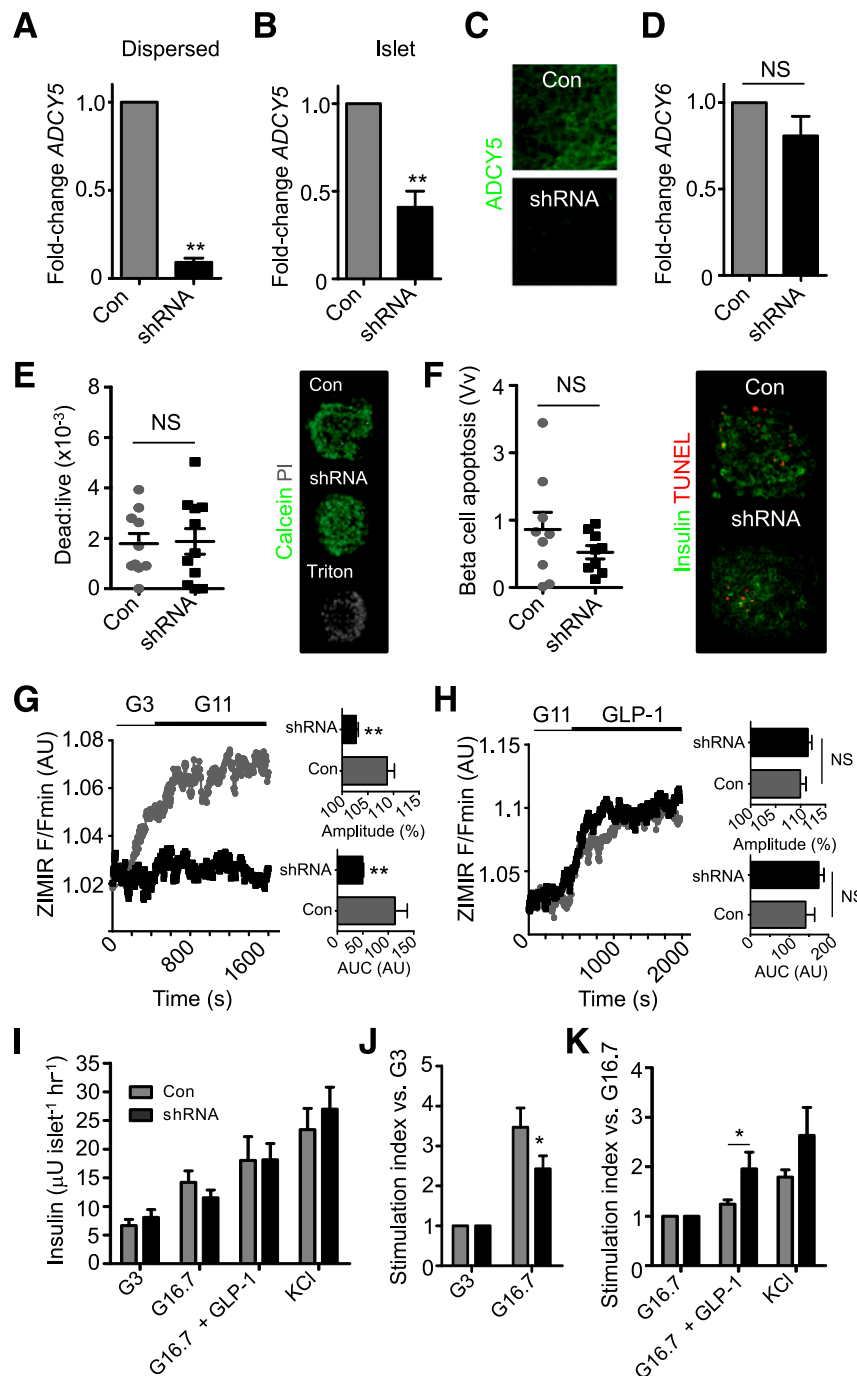 A
Dispersed
Fold-change ADCY5
1.0
0.5
0
**
Con
shRNA
B
Islet
Fold-change ADCY5
1.0
0.5
0
**
Con
shRNA
C
ADCY5
Con
shRNA
D
NS
Fold-change ADCY6
1.0
0.5
0
Con
shRNA
E
Dead:live (x10⁻³)
8
6
4
2
0
NS
Con
shRNA
Calcein PI
Con
shRNA
Triton
F
Beta cell apoptosis (Vv)
4
2
1
0
NS
Con
shRNA
Insulin TUNEL
Con
shRNA
G
G3 G11
ZIMIR F/Fmin (AU)
1.08
1.06
1.04
1.02
0 800 1600
Time (s)
shRNA **
Con
100 105 110 115
Amplitude (%)
shRNA **
Con
0 50 100 150
AUC (AU)
H
G11 GLP-1
ZIMIR F/Fmin (AU)
1.15
1.10
1.05
0 1000 2000
Time (s)
shRNA
Con
NS
100 105 110 115
Amplitude (%)
shRNA
Con
NS
0 100 200
AUC (AU)
I
Insulin (µU islet⁻¹ hr⁻¹)
35
30
25
20
15
10
5
0
Con
shRNA
G3
G16.7
G16.7 + GLP-1
KCl
J
Stimulation index vs. G3
5
4
3
2
1
0
*
G3
G16.7
K
Stimulation index vs. G16.7
4
3
2
1
0
*
G16.7
G16.7 + GLP-1
KCl